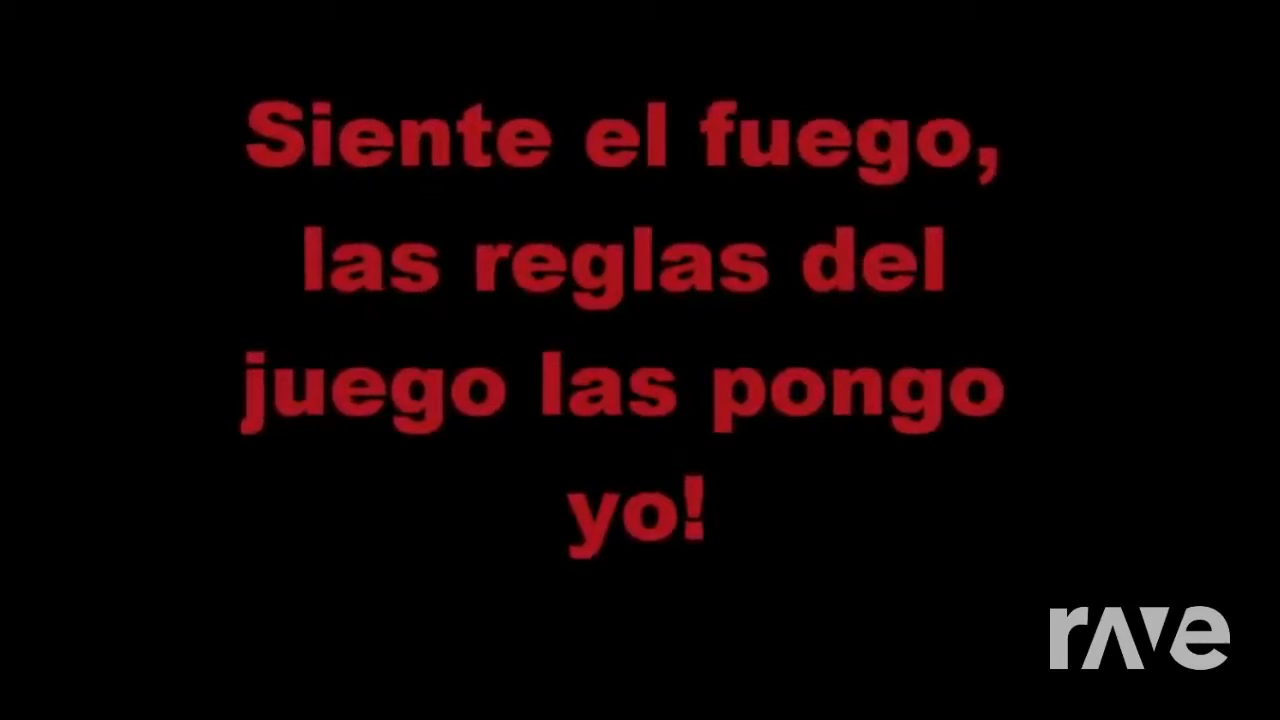 Siente el fuego,
las reglas del
juego las pongo
yo!
rave